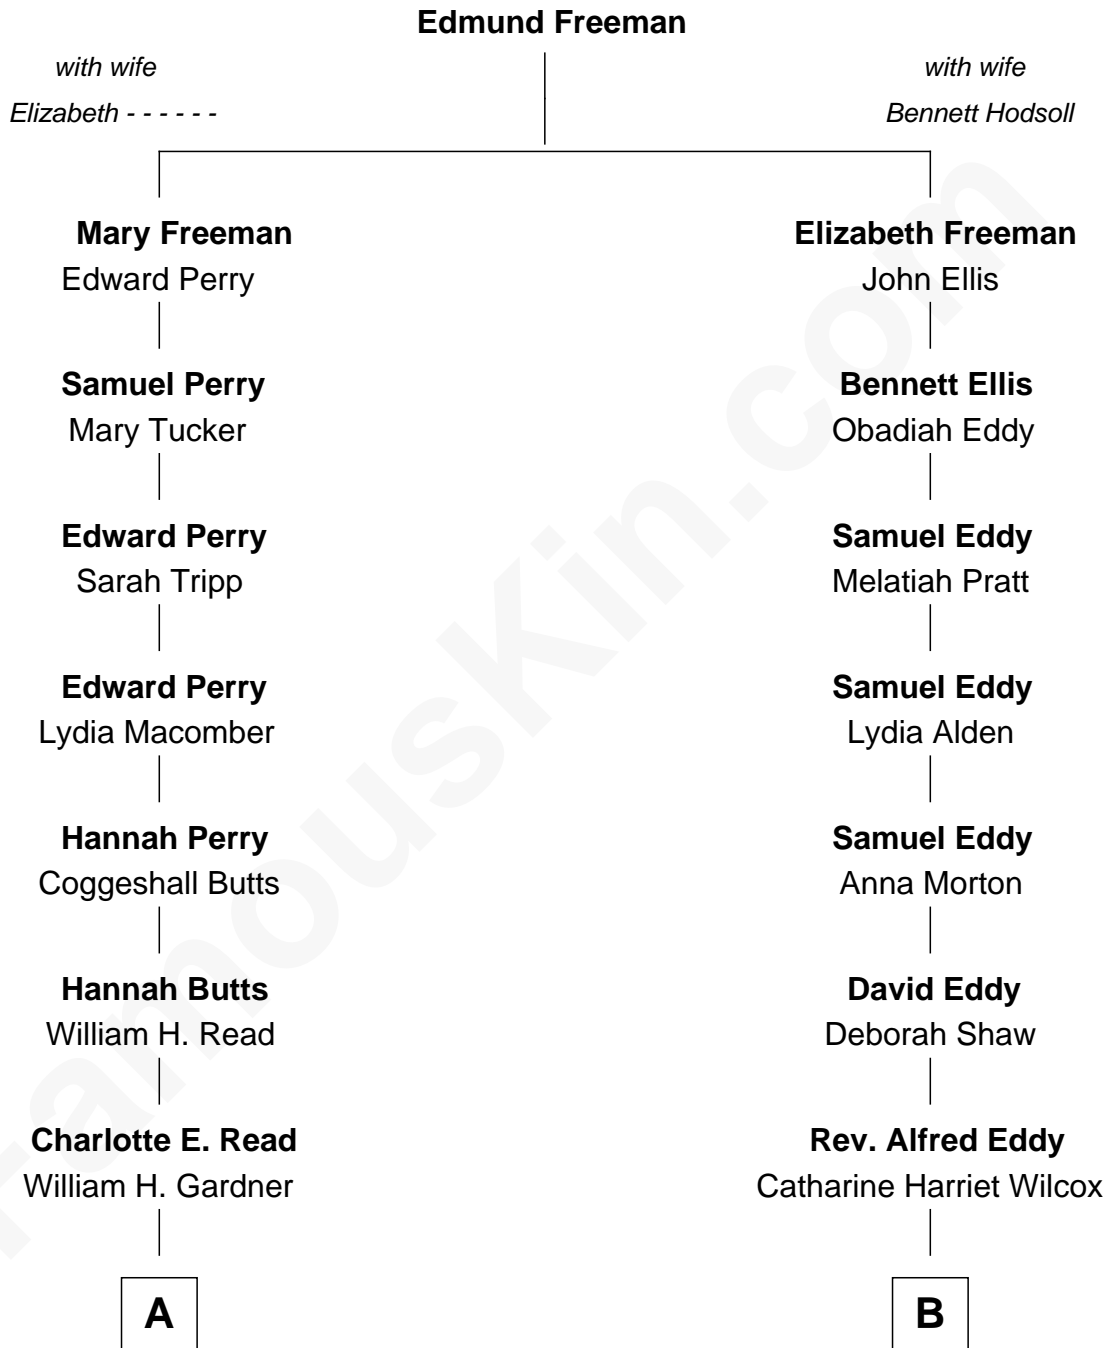 Edmund Freeman
with wife
Elizabeth - - - - - -
with wife
Bennett Hodsoll
Mary Freeman
Edward Perry
Samuel Perry
Mary Tucker
Edward Perry
Sarah Tripp
Edward Perry
Lydia Macomber
Hannah Perry
Coggeshall Butts
Hannah Butts
William H. Read
Charlotte E. Read
William H. Gardner
A
Elizabeth Freeman
John Ellis
Bennett Ellis
Obadiah Eddy
Samuel Eddy
Melatiah Pratt
Samuel Eddy
Lydia Alden
Samuel Eddy
Anna Morton
David Eddy
Deborah Shaw
Rev. Alfred Eddy
Catharine Harriet Wilcox
B
FamousKin.com